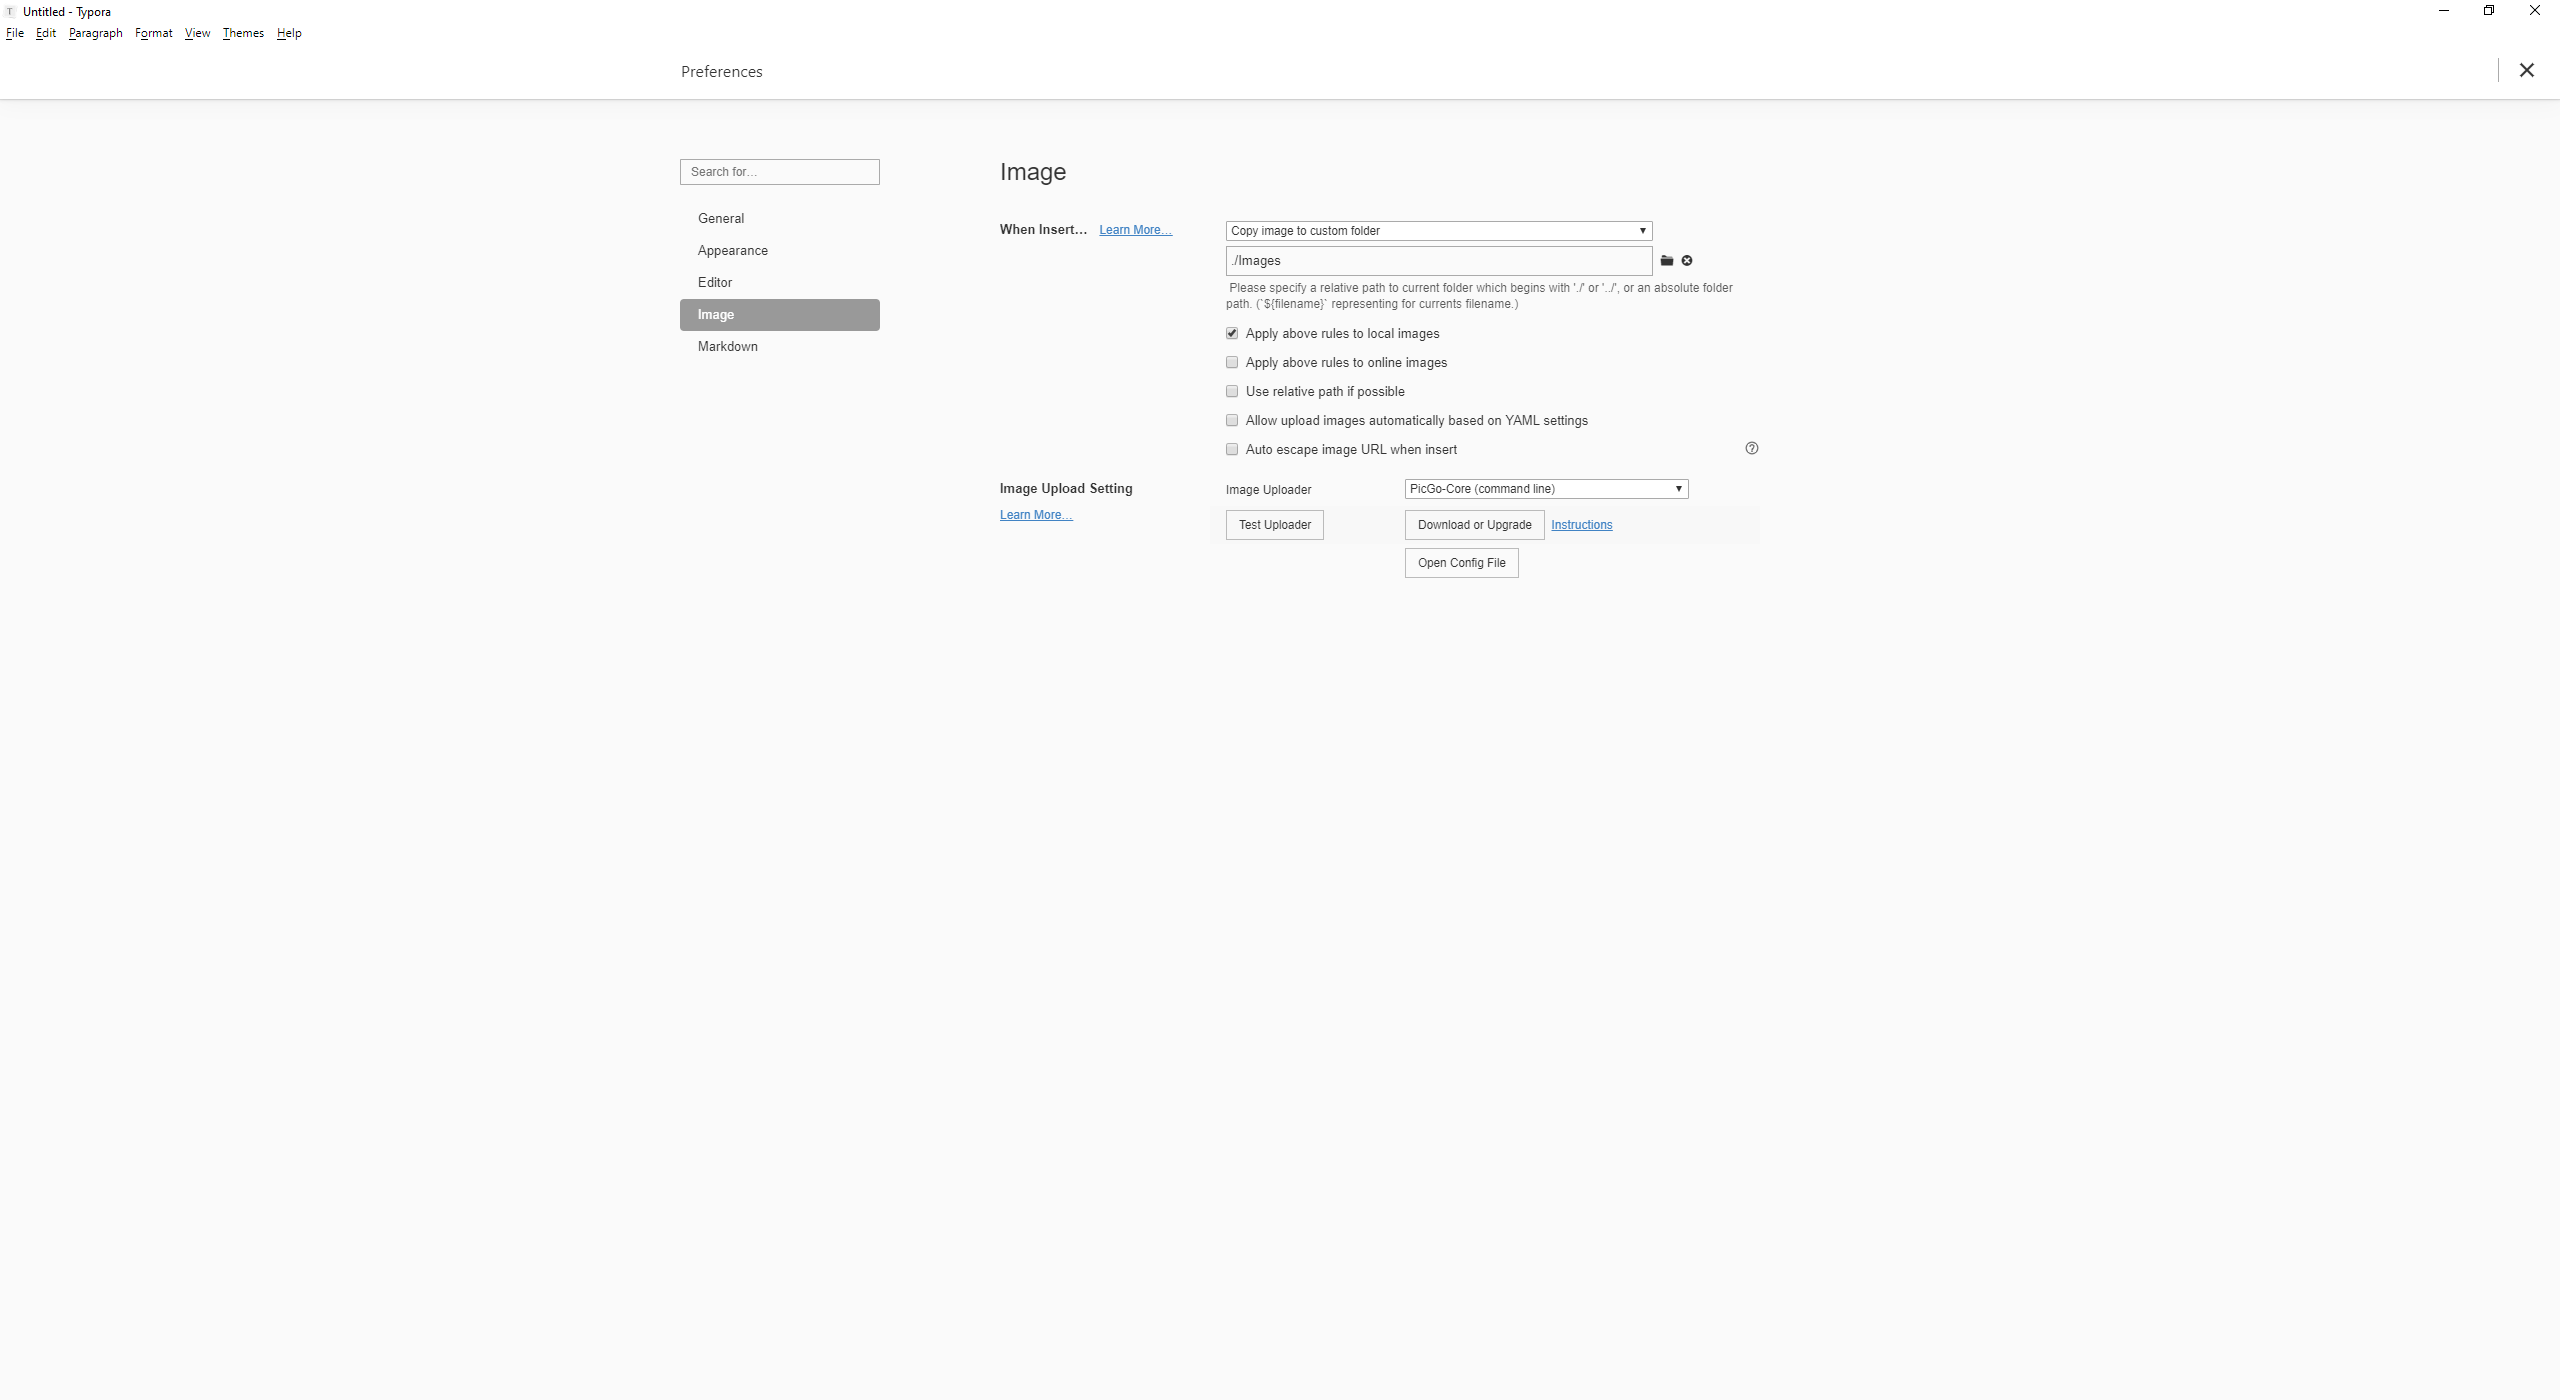 Untitled - Typora
File Edit Paragraph Format View Themes Help
Preferences
Search for...
General
Appearance
Editor
Image
Markdown
Image
When Insert... Learn More...
Copy image to custom folder
./Images
Please specify a relative path to current folder which begins with './' or '../', or an absolute folder
path. (`${filename}` representing for currents filename.)
Apply above rules to local images
Apply above rules to online images
Use relative path if possible
Allow upload images automatically based on YAML settings
Auto escape image URL when insert
Image Upload Setting
Learn More...
Image Uploader PicGo-Core (command line)
Test Uploader Download or Upgrade Instructions
Open Config File